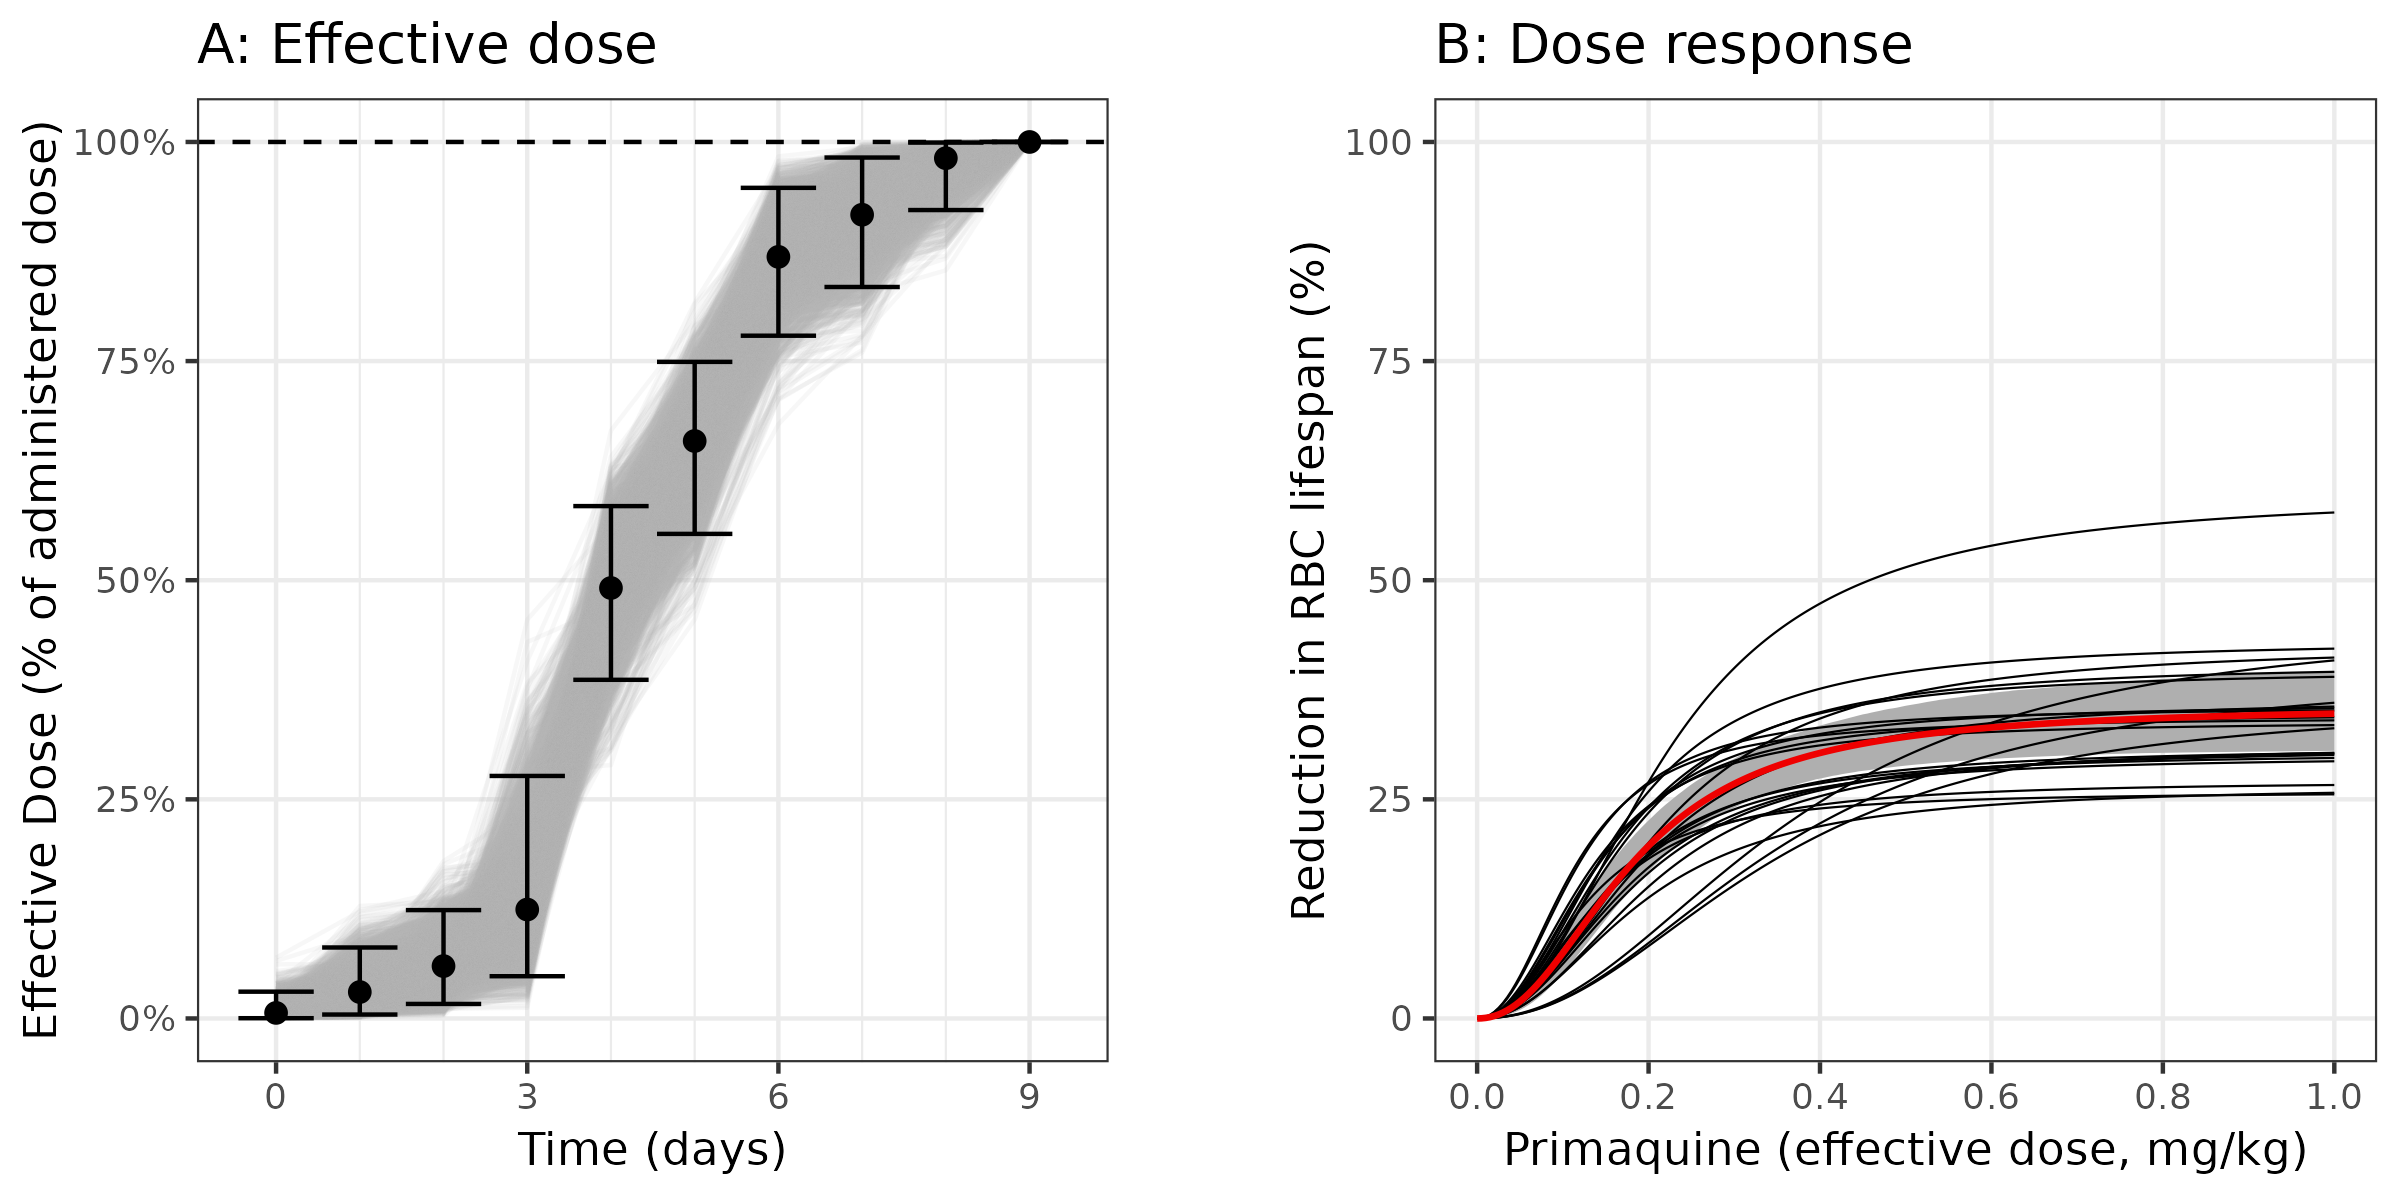 A: Effective dose
Effective Dose (% of administered dose)
100%
75%
50%
25%
0%
0 3 6 9
Time (days)
B: Dose response
Reduction in RBC lifespan (%)
100
75
50
25
0
0.0 0.2 0.4 0.6 0.8 1.0
Primaquine (effective dose, mg/kg)